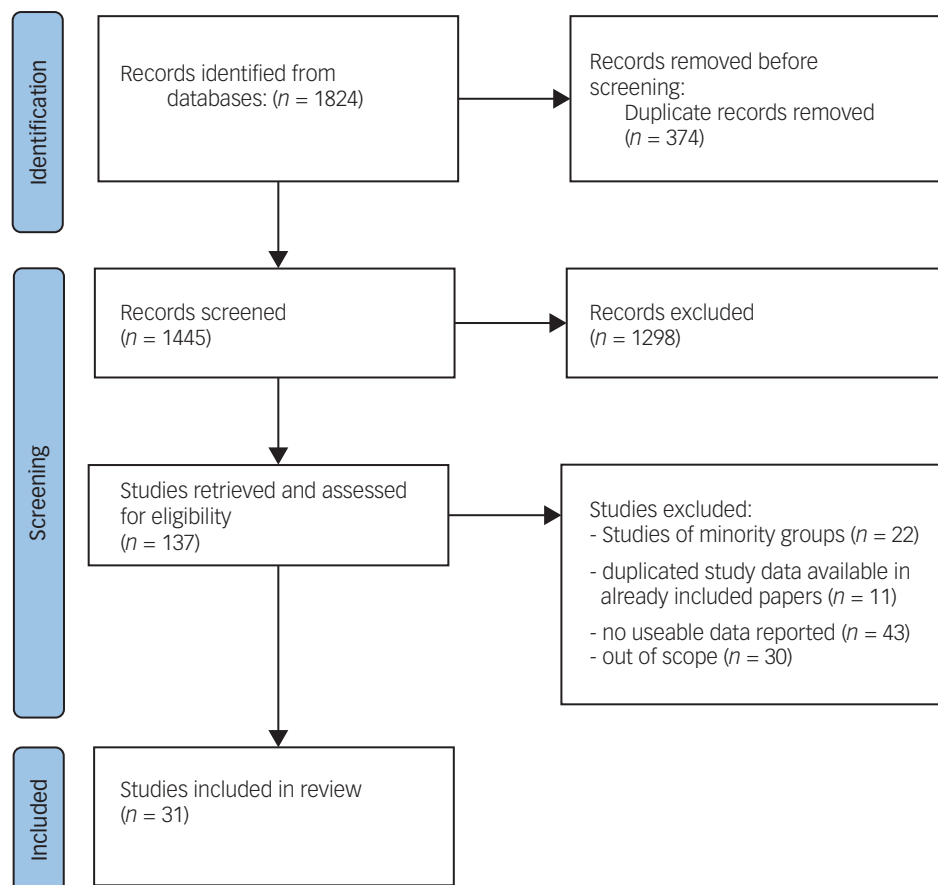 Identification
Records identified from
databases: (n = 1824)
Records removed before
screening:
Duplicate records removed
(n = 374)
Screening
Records screened
(n = 1445)
Records excluded
(n = 1298)
Studies retrieved and assessed
for eligibility
(n = 137)
Studies excluded:
- Studies of minority groups (n = 22)
- duplicated study data available in
already included papers (n = 11)
- no useable data reported (n = 43)
- out of scope (n = 30)
Included
Studies included in review
(n = 31)